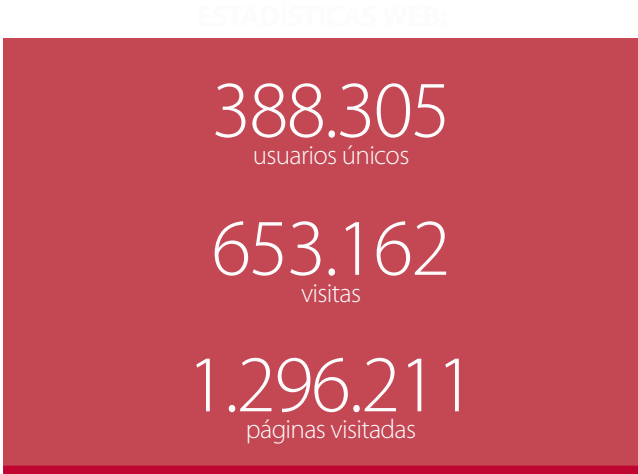 ESTADÍSTICAS WEB:
388.305
usuarios únicos
653.162
visitas
1.296.211
páginas visitadas